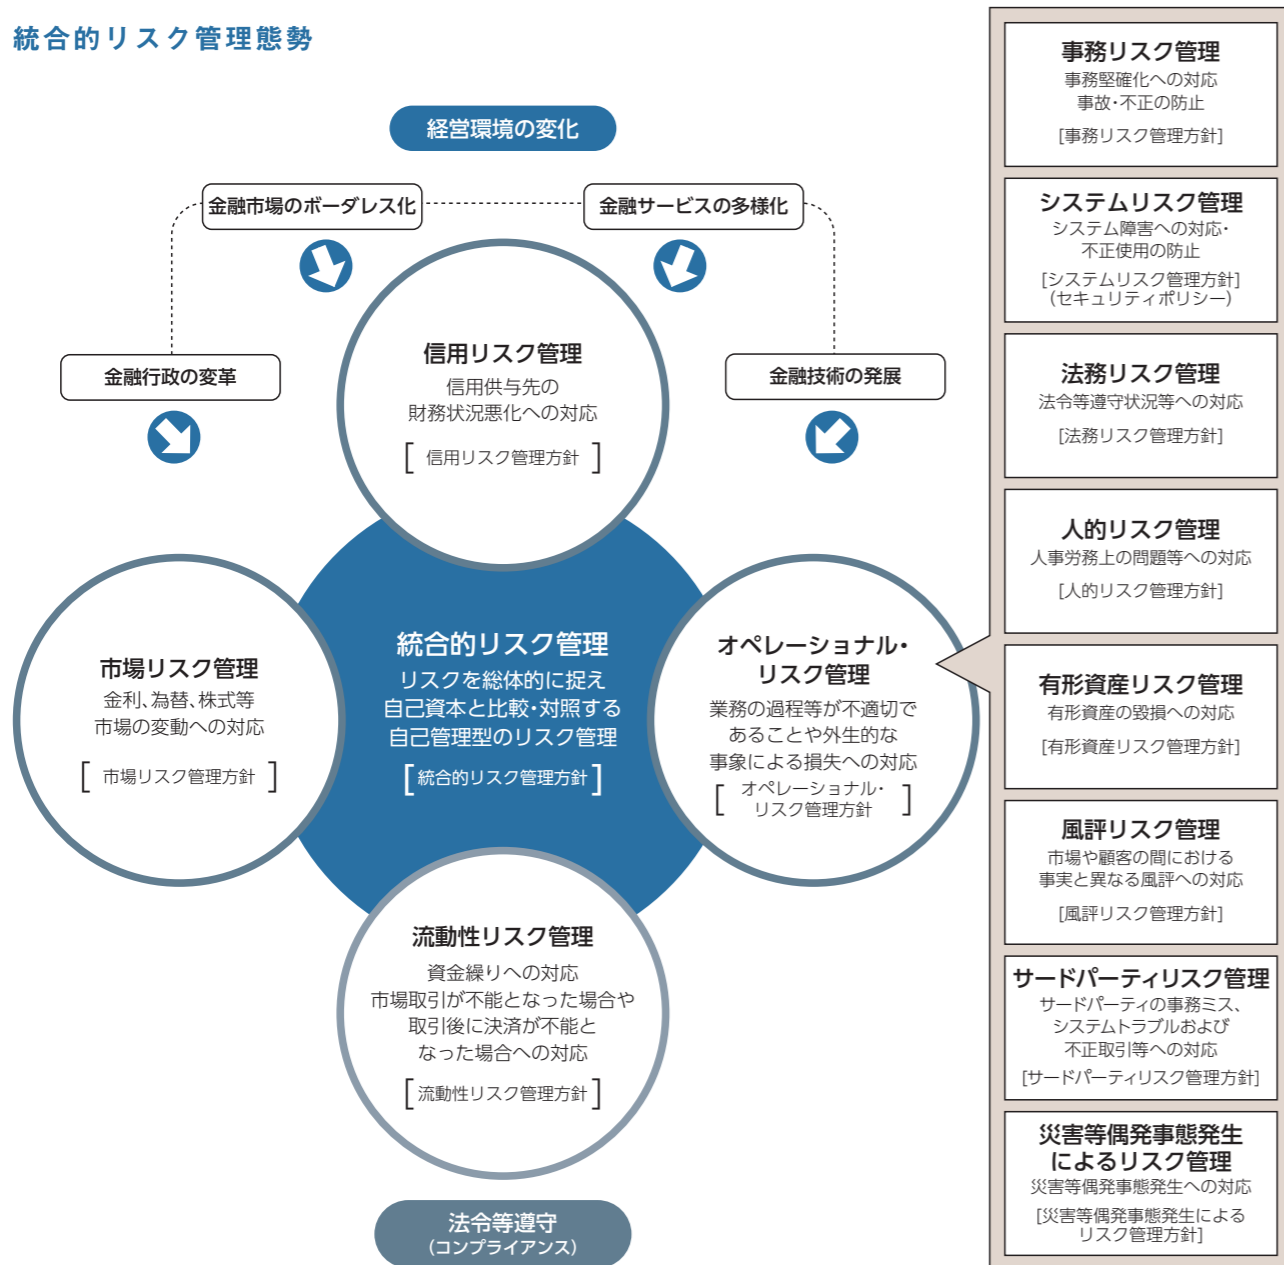 統合的リスク管理態勢
経営環境の変化
金融市場のボーダレス化
金融サービスの多様化
金融行政の変革
金融技術の発展
信用リスク管理
信用供与先の
財務状況悪化への対応
[ 信用リスク管理方針 ]
市場リスク管理
金利、為替、株式等
市場の変動への対応
[ 市場リスク管理方針 ]
統合的リスク管理
リスクを総体的に捉え
自己資本と比較・対照する
自己管理型のリスク管理
[統合的リスク管理方針]
オペレーショナル・
リスク管理
業務の過程等が不適切で
あることや外生的な
事象による損失への対応
[ オペレーショナル・
リスク管理方針 ]
流動性リスク管理
資金繰りへの対応
市場取引が不能となった場合や
取引後に決済が不能と
なった場合への対応
[流動性リスク管理方針]
法令等遵守
(コンプライアンス)
事務リスク管理
事務堅確化への対応
事故・不正の防止
[事務リスク管理方針]
システムリスク管理
システム障害への対応・
不正使用の防止
[システムリスク管理方針]
(セキュリティポリシー)
法務リスク管理
法令等遵守状況等への対応
[法務リスク管理方針]
人的リスク管理
人事労務上の問題等への対応
[人的リスク管理方針]
有形資産リスク管理
有形資産の毀損への対応
[有形資産リスク管理方針]
風評リスク管理
市場や顧客の間における
事実と異なる風評への対応
[風評リスク管理方針]
サードパーティリスク管理
サードパーティの事務ミス、
システムトラブルおよび
不正取引等への対応
[サードパーティリスク管理方針]
災害等偶発事態発生
によるリスク管理
災害等偶発事態発生への対応
[災害等偶発事態発生による
リスク管理方針]